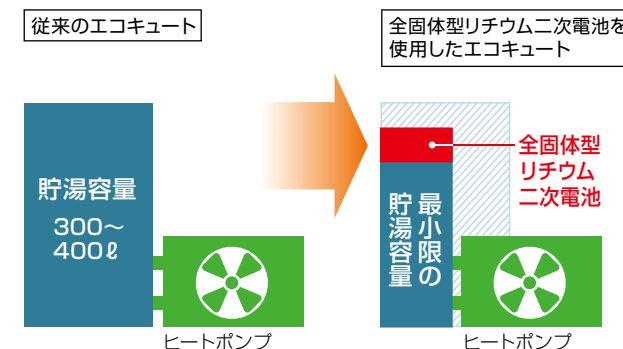 従来のエコキュート
貯湯容量
300〜
400ℓ
ヒートポンプ
全固体型リチウム二次電池を
使用したエコキュート
全固体型
リチウム
二次電池
最小限の
貯湯容量
ヒートポンプ